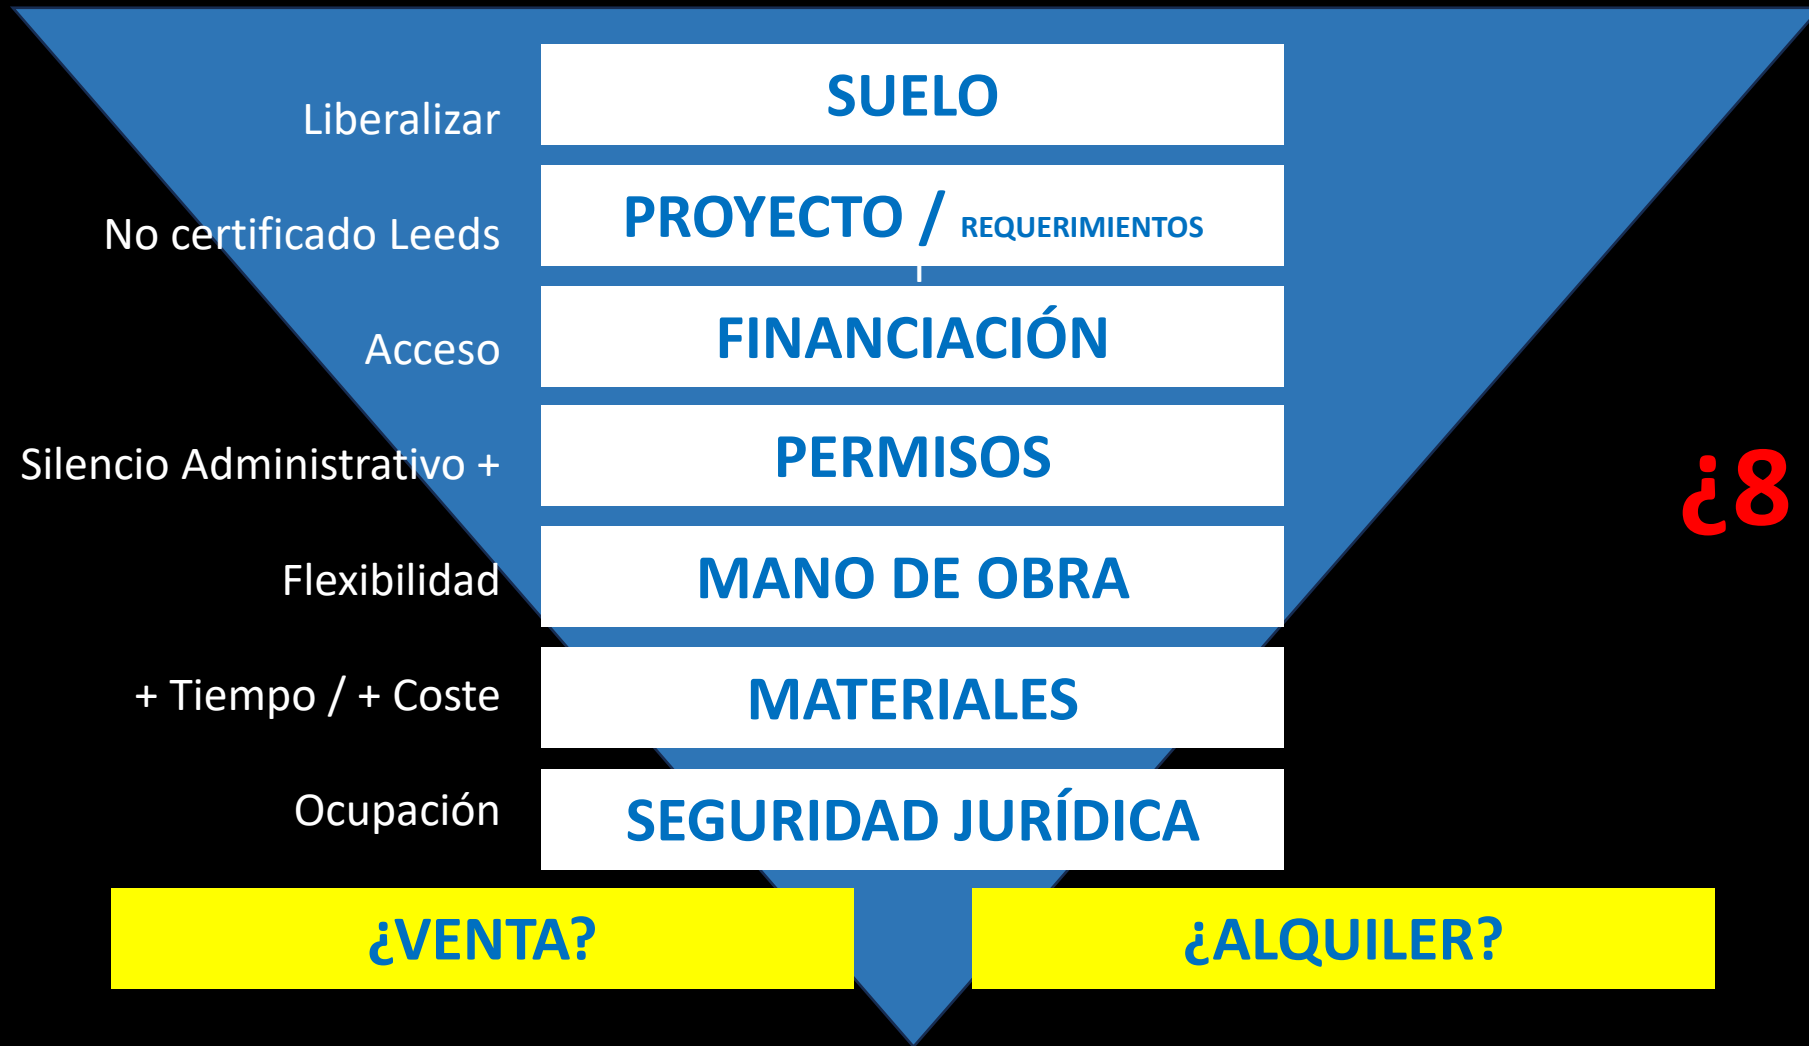 Liberalizar
SUELO
No certificado Leeds
PROYECTO / REQUERIMIENTOS
Acceso
FINANCIACIÓN
Silencio Administrativo +
PERMISOS
¿8
Flexibilidad
MANO DE OBRA
+ Tiempo / + Coste
MATERIALES
Ocupación
SEGURIDAD JURÍDICA
¿VENTA?
¿ALQUILER?